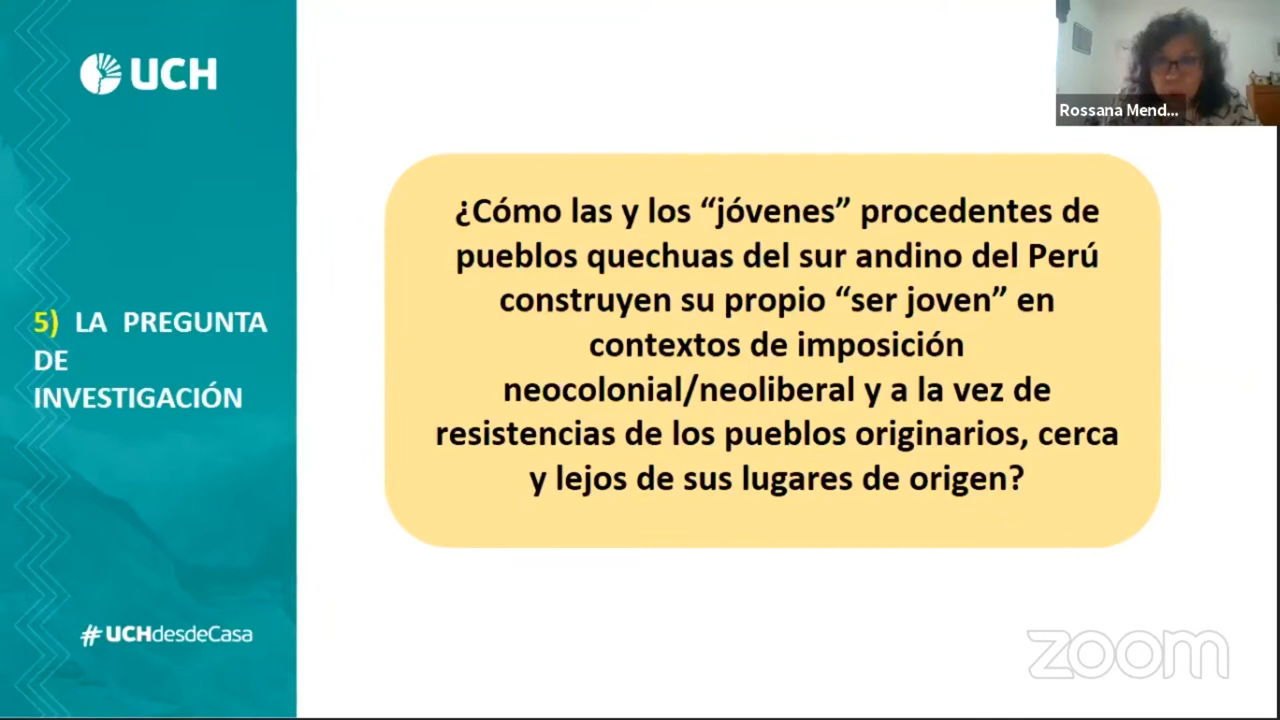 UCH
Rossana Mend...
5) LA PREGUNTA
DE
INVESTIGACIÓN
¿Cómo las y los “jóvenes” procedentes de
pueblos quechuas del sur andino del Perú
construyen su propio “ser joven” en
contextos de imposición
neocolonial/neoliberal y a la vez de
resistencias de los pueblos originarios, cerca
y lejos de sus lugares de origen?
#UCHdesdeCasa
zoom